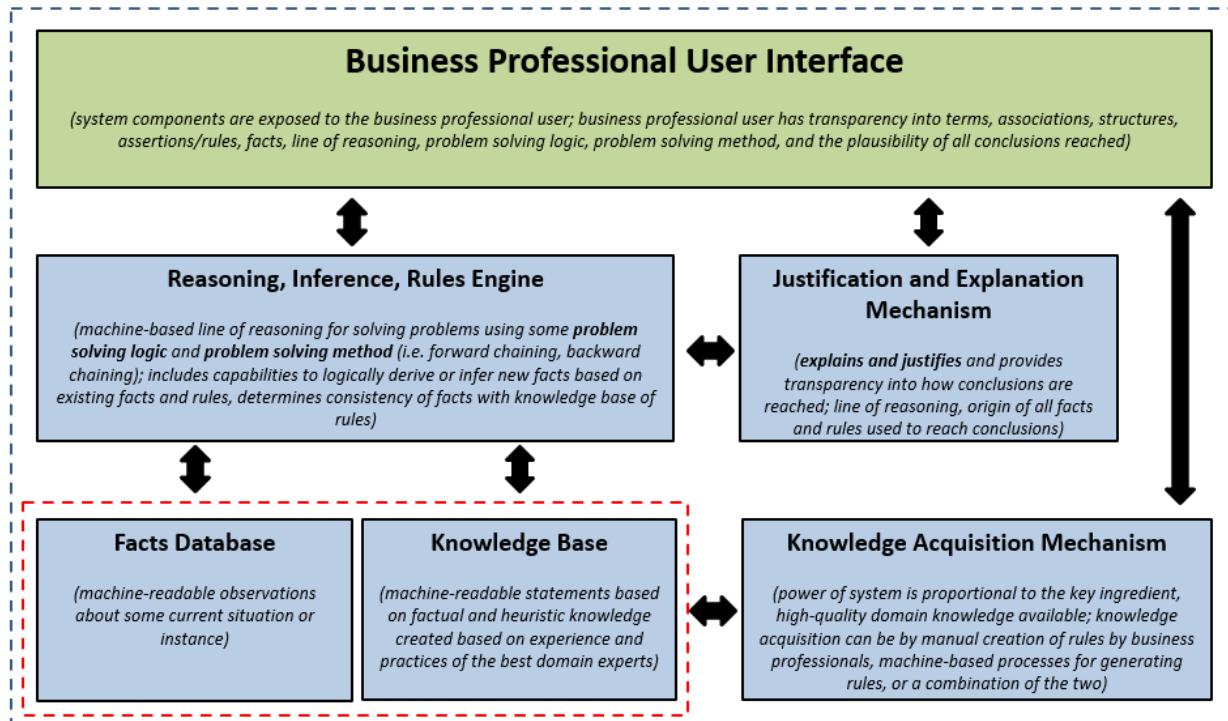 Business Professional User Interface
(system components are exposed to the business professional user; business professional user has transparency into terms, associations, structures,
assertions/rules, facts, line of reasoning, problem solving logic, problem solving method, and the plausibility of all conclusions reached)
Reasoning, Inference, Rules Engine
(machine-based line of reasoning for solving problems using some problem
solving logic and problem solving method (i.e. forward chaining, backward
chaining); includes capabilities to logically derive or infer new facts based on
existing facts and rules, determines consistency of facts with knowledge base of
rules)
Justification and Explanation
Mechanism
(explains and justifies and provides
transparency into how conclusions are
reached; line of reasoning, origin of all facts
and rules used to reach conclusions)
Facts Database
(machine-readable observations
about some current situation or
instance)
Knowledge Base
(machine-readable statements based
on factual and heuristic knowledge
created based on experience and
practices of the best domain experts)
Knowledge Acquisition Mechanism
(power of system is proportional to the key ingredient,
high-quality domain knowledge available; knowledge
acquisition can be by manual creation of rules by business
professionals, machine-based processes for generating
rules, or a combination of the two)